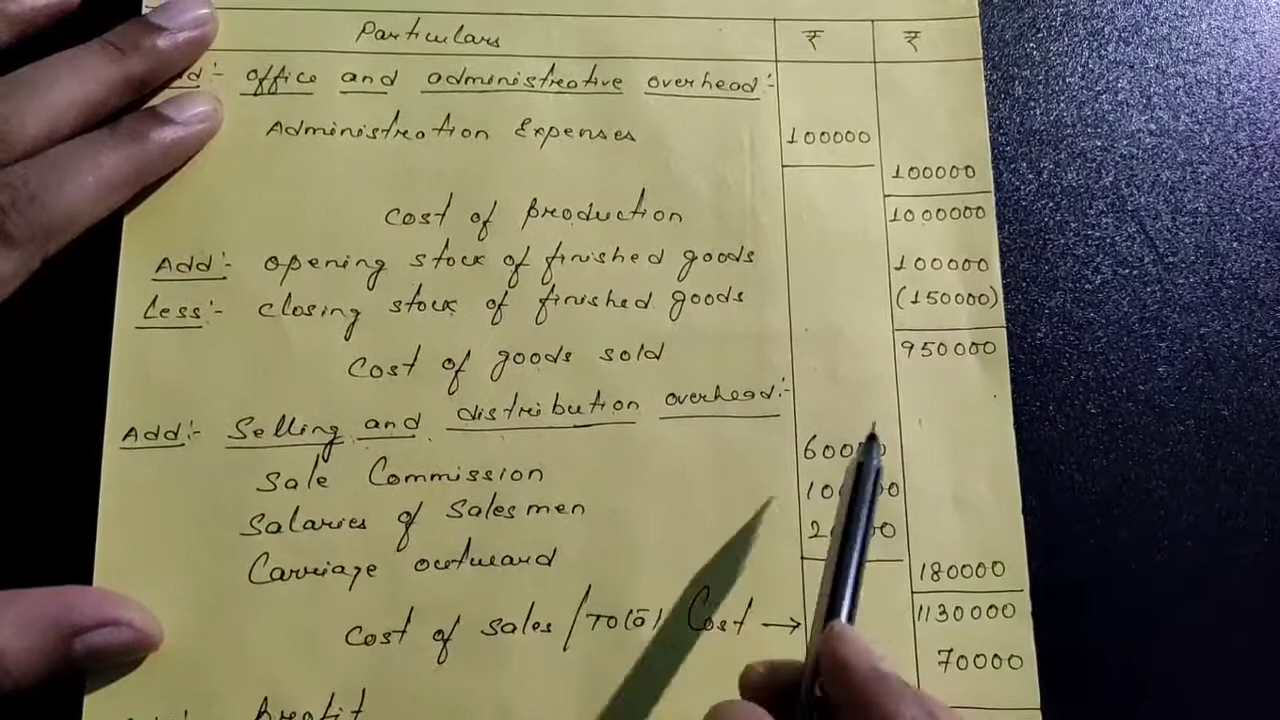 Particulars ₹ ₹
office and administrative overhead:-
Administration Expenses 100000
100000
Cost of production 1000000
Add:- opening stock of finished goods 100000
Less:- closing stock of finished goods (150000)
Cost of goods sold 950000
Add:- Selling and distribution overhead:-
Sale Commission
Salaries of Salesmen
Carriage outward
180000
Cost of sales/Total Cost → 1130000
70000